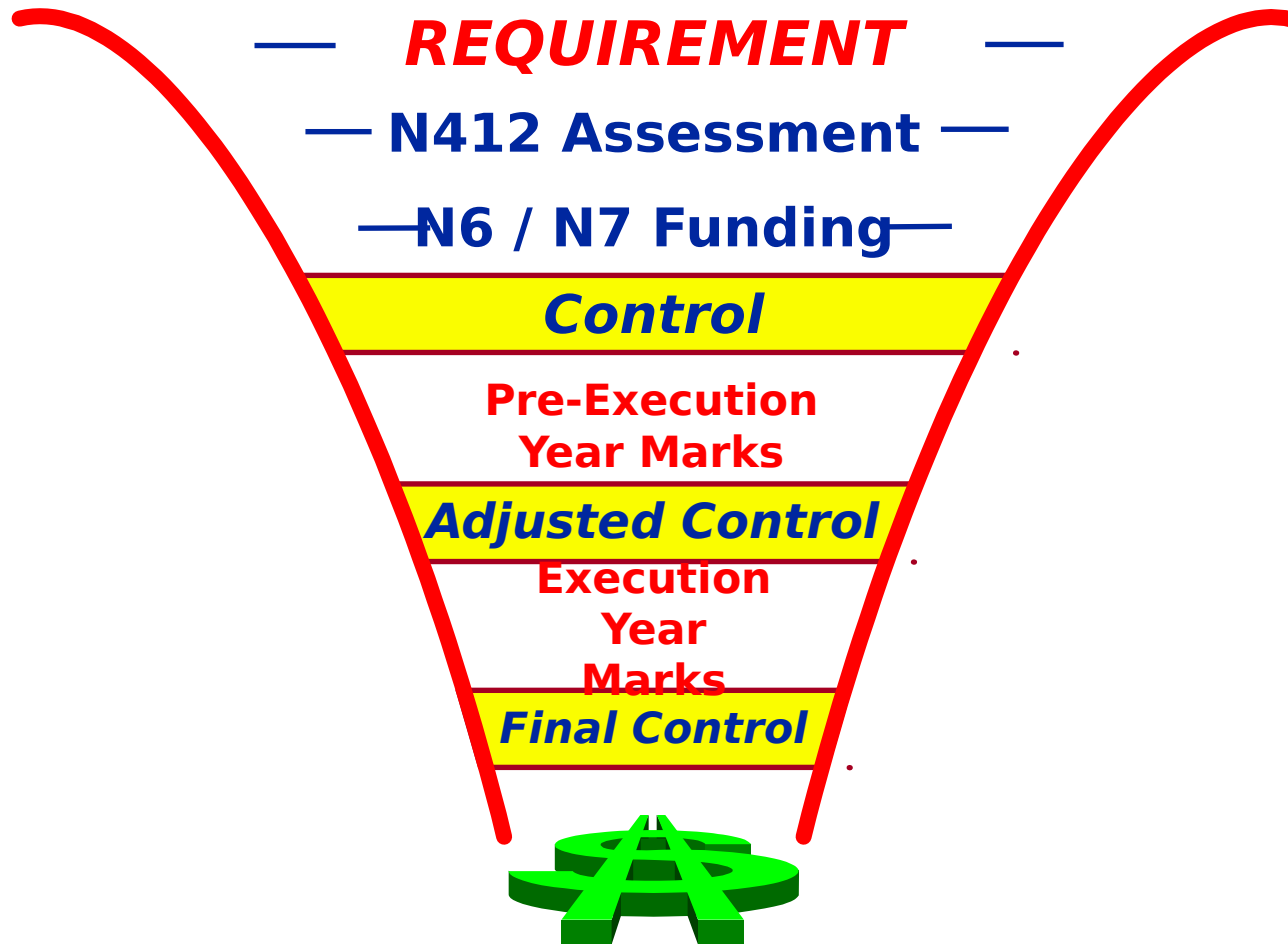 REQUIREMENT
N412 Assessment
N6 / N7 Funding
Control
Pre-Execution
Year Marks
Adjusted Control
Execution
Year
Marks
Final Control
$